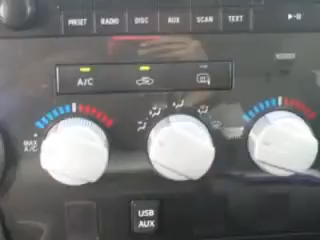 PRESET RADIO DISC AUX SCAN TEXT
A/C
MAX A/C
USB
AUX